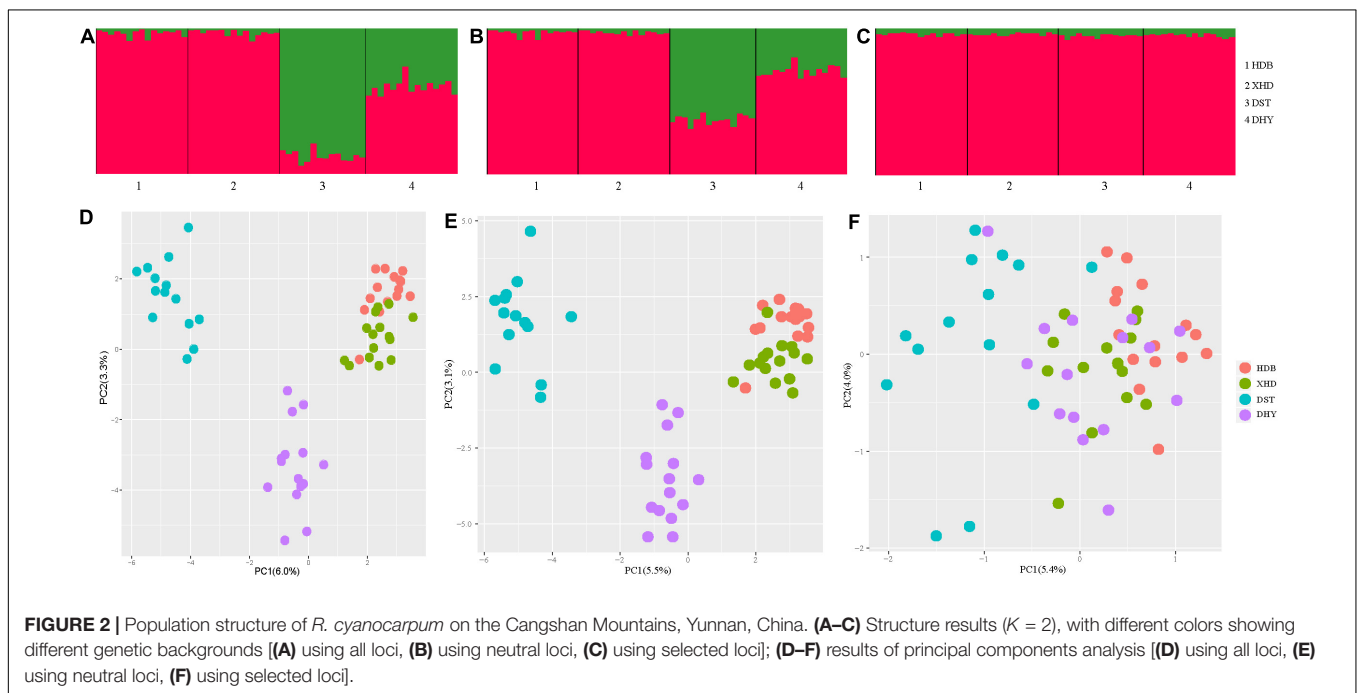 A
B
C
1 HDB
2 XHD
3 DST
4 DHY
1 2 3 4
1 2 3 4
1 2 3 4
D
PC2(3.3%)
2
0
−2
−4
−6 −4 −2 0 2
PC1(6.0%)
E
PC2(3.1%)
5.0
2.5
0.0
−2.5
−5.0
−6 −4 −2 0 2
PC1(5.5%)
F
PC2(4.0%)
1
0
−1
−2
−2 −1 0 1
PC1(5.4%)
HDB
XHD
DST
DHY
FIGURE 2 | Population structure of R. cyanocarpum on the Cangshan Mountains, Yunnan, China. (A–C) Structure results (K = 2), with different colors showing
different genetic backgrounds [(A) using all loci, (B) using neutral loci, (C) using selected loci]; (D–F) results of principal components analysis [(D) using all loci, (E)
using neutral loci, (F) using selected loci].